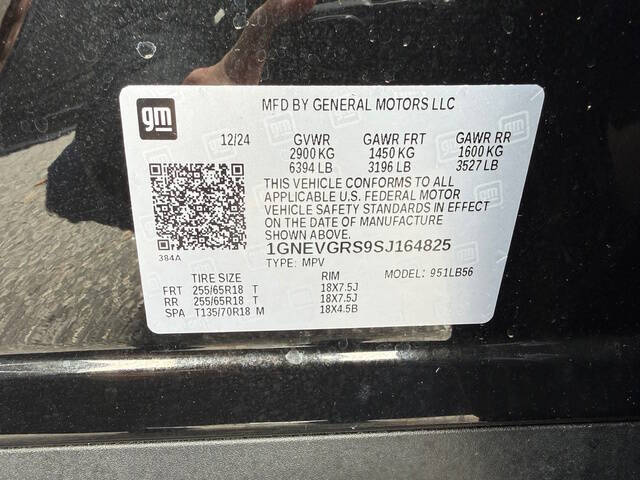 gm
MFD BY GENERAL MOTORS LLC
12/24 GVWR GAWR FRT GAWR RR
2900 KG 1450 KG 1600 KG
6394 LB 3196 LB 3527 LB
THIS VEHICLE CONFORMS TO ALL
APPLICABLE U.S. FEDERAL MOTOR
VEHICLE SAFETY STANDARDS IN EFFECT
ON THE DATE OF MANUFACTURE
SHOWN ABOVE.
384A
1GNEVGRS9SJ164825
TYPE: MPV MODEL: 951LB56
TIRE SIZE RIM
FRT 255/65R18 T 18X7.5J
RR 255/65R18 T 18X7.5J
SPA T135/70R18 M 18X4.5B